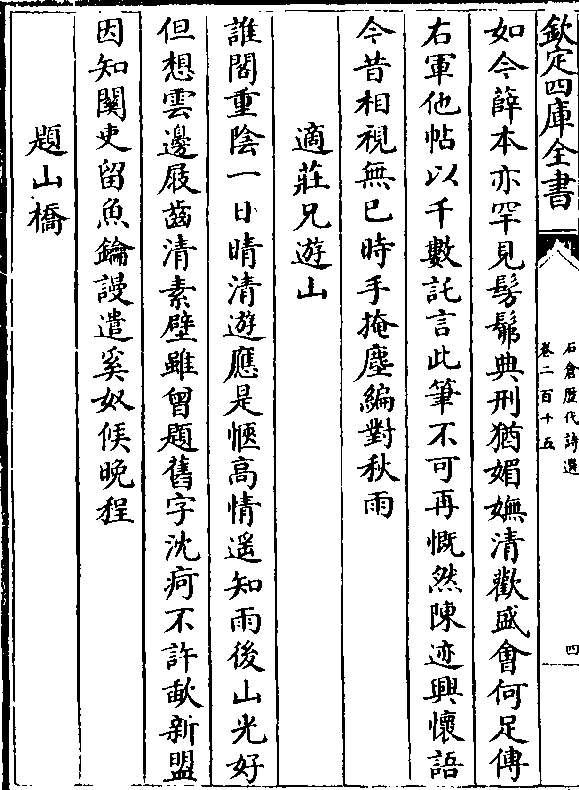 欽定四庫全書
石倉歷代詩選
卷二百十五
四
如今薛本亦罕見髣髴典刑猶媚嫵清歡盛會何足傳
右軍他帖以千數託言此筆不可再慨然陳迹興懷語
今昔相視無已時手掩塵編對秋雨
適莊兄遊山
誰閣重陰一日晴清遊應是愜高情遥知雨後山光好
但想雲邊屐齒清素壁雖曾題舊字沈疴不許歃新盟
因知關吏留魚鑰謾遣奚奴候晚程
題山橋